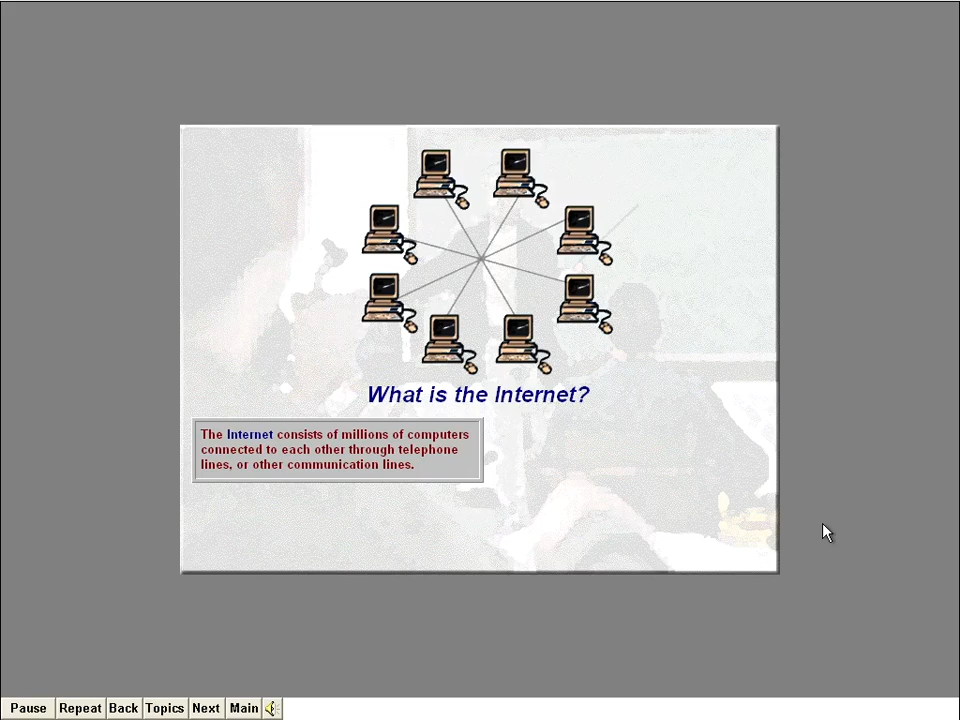 What is the Internet?
The Internet consists of millions of computers
connected to each other through telephone
lines, or other communication lines.
Pause Repeat Back Topics Next Main